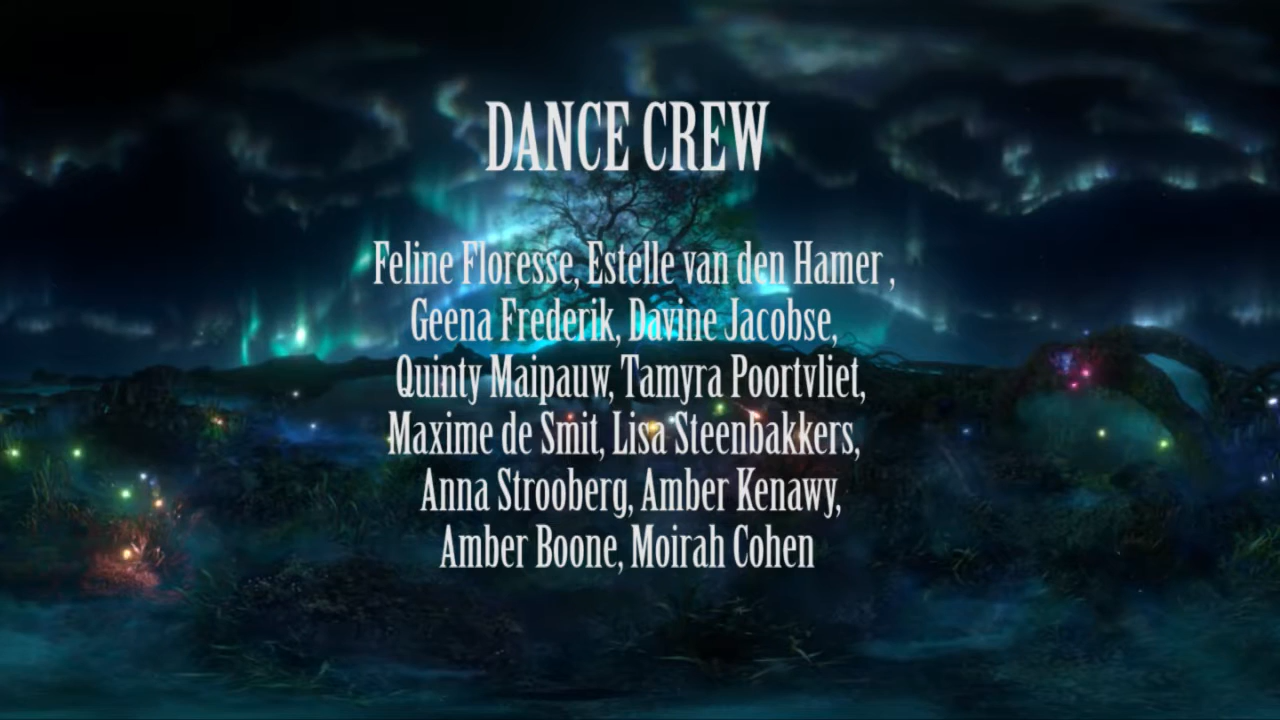 DANCE CREW
Feline Floresse, Estelle van den Hamer ,
Geena Frederik, Davine Jacobse,
Quinty Maipauw, Tamyra Poortvliet,
Maxime de Smit, Lisa Steenbakkers,
Anna Strooberg, Amber Kenawy,
Amber Boone, Moirah Cohen